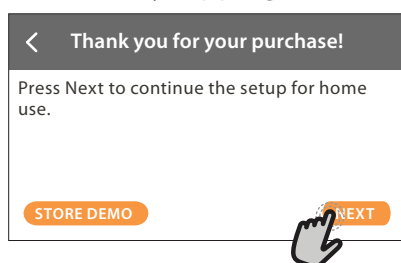 Thank you for your purchase!
Press Next to continue the setup for home
use.
STORE DEMO
NEXT